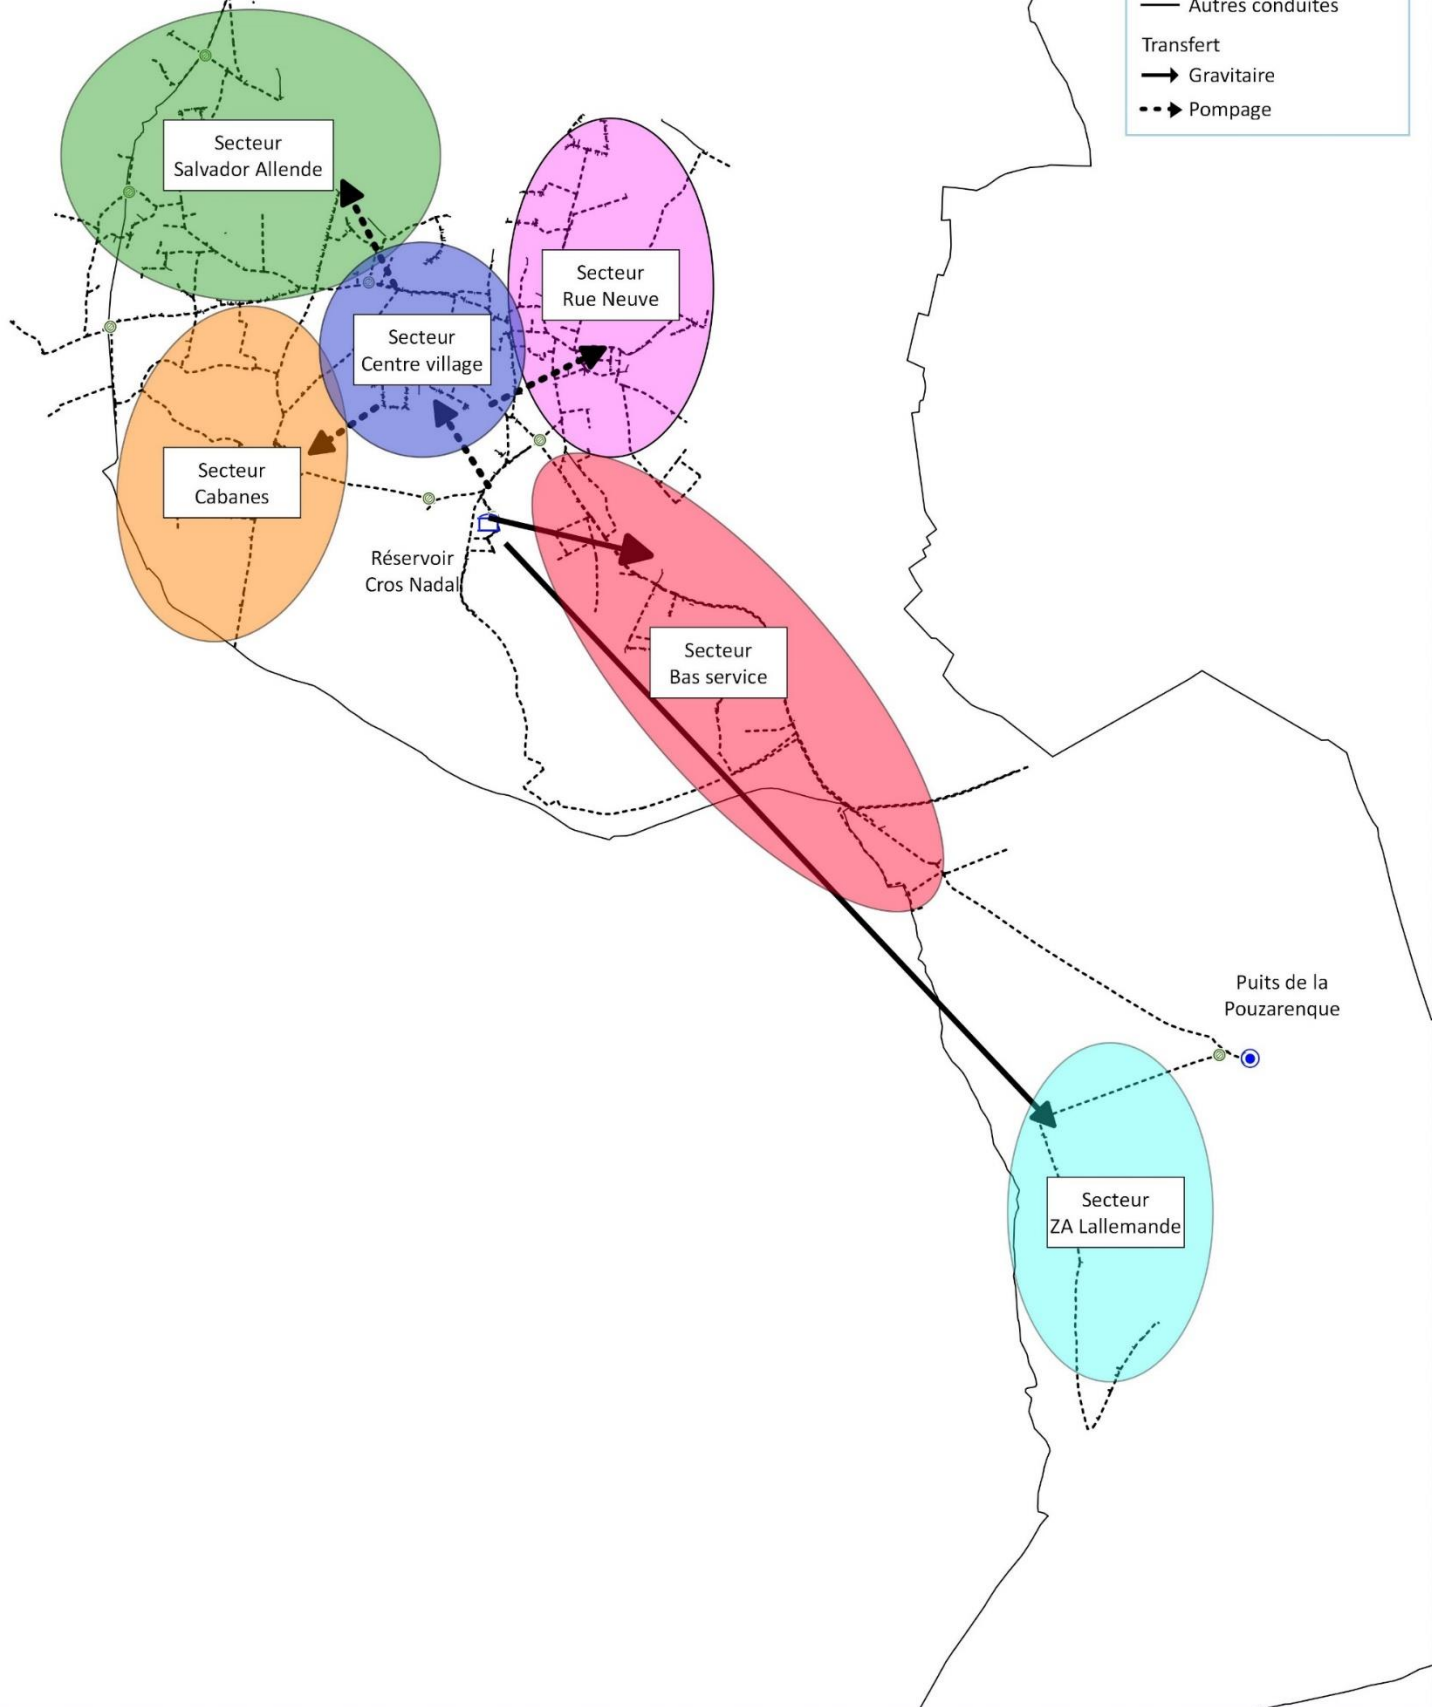 Autres conduites
Transfert
Gravitaire
Pompage
Secteur
Salvador Allende
Secteur
Rue Neuve
Secteur
Centre village
Secteur
Cabanes
Réservoir
Cros Nadal
Secteur
Bas service
Puits de la
Pouzarenque
Secteur
ZA Lallemande